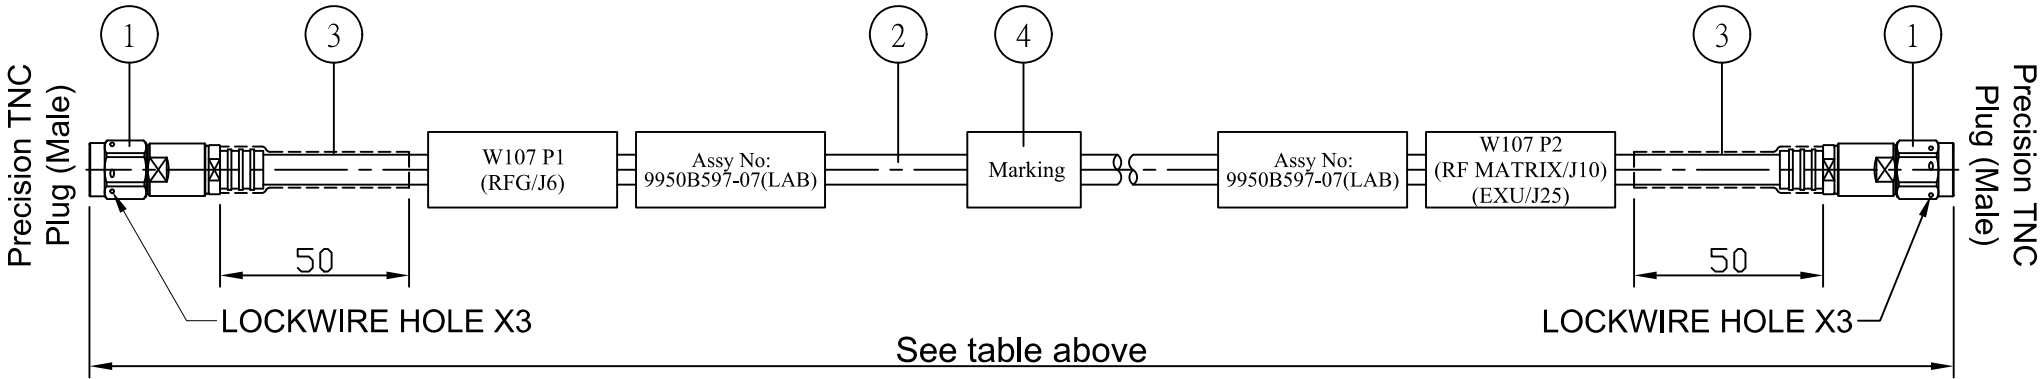 1
3
2
4
3
1
Precision TNC
Plug (Male)
W107 P1
(RFG/J6)
Assy No:
9950B597-07(LAB)
Marking
Assy No:
9950B597-07(LAB)
W107 P2
(RF MATRIX/J10)
(EXU/J25)
Precision TNC
Plug (Male)
50
50
LOCKWIRE HOLE X3
LOCKWIRE HOLE X3
See table above